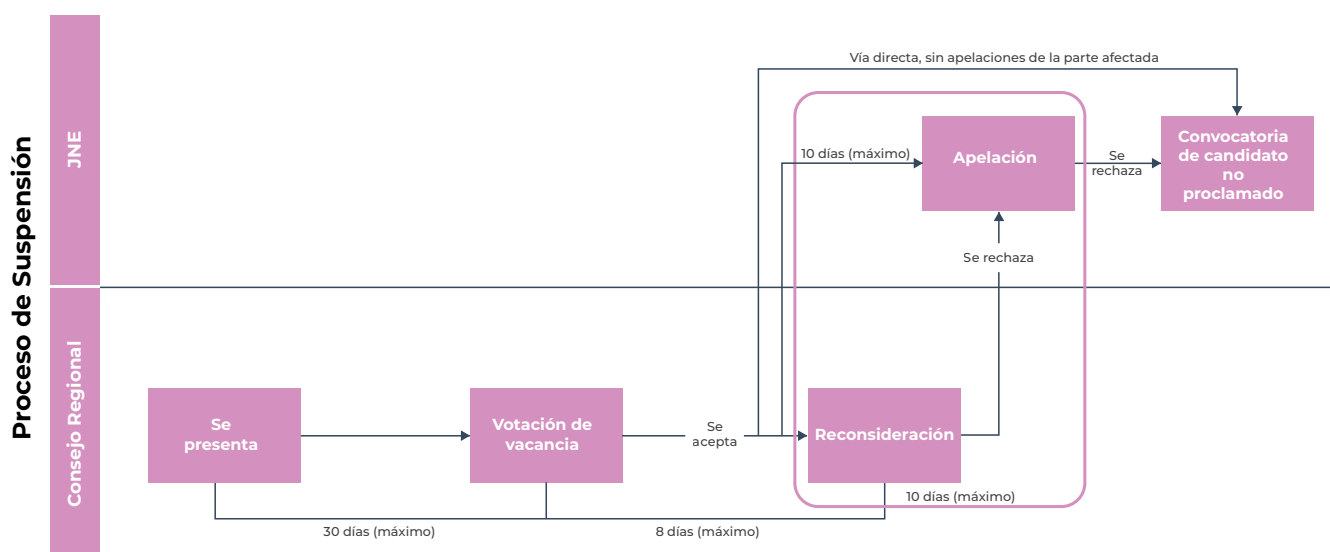 Proceso de Suspensión
JNE
Consejo Regional
Vía directa, sin apelaciones de la parte afectada
10 días (máximo)
Apelación
Se
rechaza
Convocatoria
de candidato
no
proclamado
Se rechaza
Se
presenta
Votación de
vacancia
Se
acepta
Reconsideración
10 días (máximo)
30 días (máximo)
8 días (máximo)